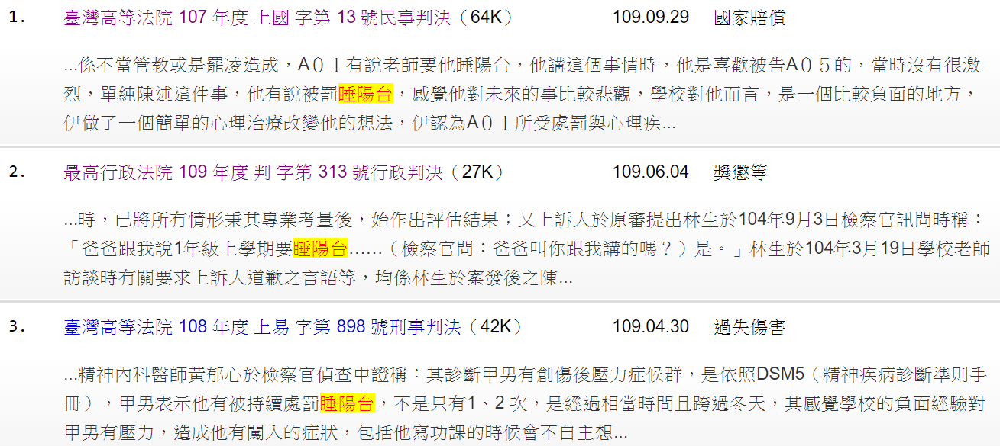 1. 臺灣高等法院 107 年度 上國 字第 13 號民事判決（64K） 109.09.29 國家賠償
...係不當管教或是罷凌造成，A０１有說老師要他睡陽台，他講這個事情時，他是喜歡被告A０５的，當時沒有很激
烈，單純陳述這件事，他有說被罰睡陽台，感覺他對未來的事比較悲觀，學校對他而言，是一個比較負面的地方，
伊做了一個簡單的心理治療改變他的想法，伊認為A０１所受處罰與心理疾...
2. 最高行政法院 109 年度 判 字第 313 號行政判決（27K） 109.06.04 獎懲等
...時，已將所有情形秉其專業考量後，始作出評估結果；又上訴人於原審提出林生於104年9月3日檢察官訊問時稱：
「爸爸跟我說1年級上學期要睡陽台……（檢察官問：爸爸叫你跟我講的嗎？）是。」林生於104年3月19日學校老師
訪談時有關要求上訴人道歉之言語等，均係林生於案發後之陳...
3. 臺灣高等法院 108 年度 上易 字第 898 號刑事判決（42K） 109.04.30 過失傷害
...精神內科醫師黃郁心於檢察官偵查中證稱：其診斷甲男有創傷後壓力症候群，是依照DSM5（精神疾病診斷準則手
冊），甲男表示他有被持續處罰睡陽台，不是只有1、2 次，是經過相當時間且跨過冬天，其感覺學校的負面經驗對
甲男有壓力，造成他有闖入的症狀，包括他寫功課的時候會不自主想...